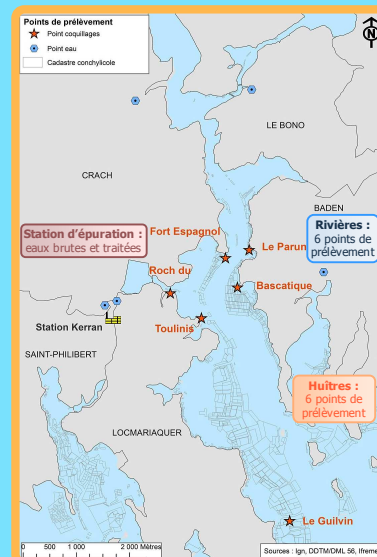 Points de prélèvement
Point coquillages
Point eau
Cadastre conchylicole
N
LE BONO
CRACH
BADEN
Station d'épuration :
eaux brutes et traitées
Fort Espagnol
Rivières :
6 points de
prélèvement
Le Parun
Roch du
Bascatique
Station Kerran
Toulinis
SAINT-PHILIBERT
Huîtres :
6 points de
prélèvement
LOCMARIAQUER
Le Guilvin
0 500 1 000 2 000 Mètres
Sources : Ign, DDTM/DML 56, Ifreme